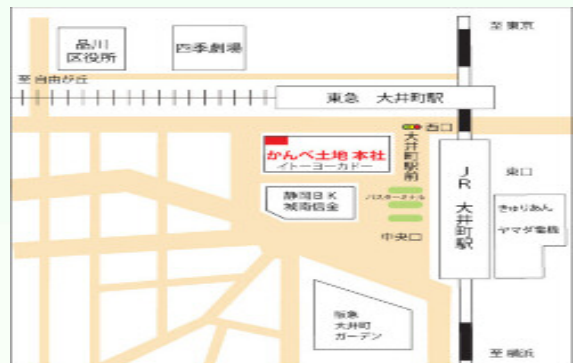 至 東京
品川
区役所
四季劇場
至 自由が丘
東急 大井町駅
西口
大井町駅前
かんべ土地 本社
イトーヨーカドー
静岡BK
城南信金
バスターミナル
中央口
JR 大井町駅
東口
きゅりあん
ヤマダ電機
阪急
大井町
ガーデン
至 横浜